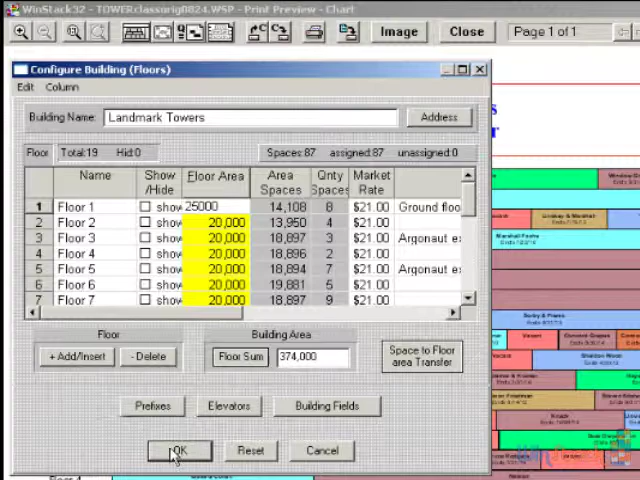 WinStack32 - TOWERclassorig0824.WSP - Print Preview - Chart
Image
Close
Page 1 of 1
Configure Building (Floors)
Edit Column
Building Name: Landmark Towers
Address
Floor Total:19 Hid:0 Spaces:87 assigned:87 unassigned:0
Name Show /Hide Floor Area Area Spaces Qnty Spaces Market Rate
1 Floor 1 show 25000 14,108 8 $21.00 Ground floo
2 Floor 2 show 20,000 13,950 4 $21.00
3 Floor 3 show 20,000 18,897 3 $21.00 Argonaut ex
4 Floor 4 show 20,000 18,896 2 $21.00
5 Floor 5 show 20,000 18,894 7 $21.00 Argonaut ex
6 Floor 6 show 20,000 19,881 5 $21.00
7 Floor 7 show 20,000 18,897 9 $21.00
Floor
Building Area
+ Add/Insert
- Delete
Floor Sum
374,000
Space to Floor
area Transfer
Prefixes
Elevators
Building Fields
OK
Reset
Cancel
Floor 4